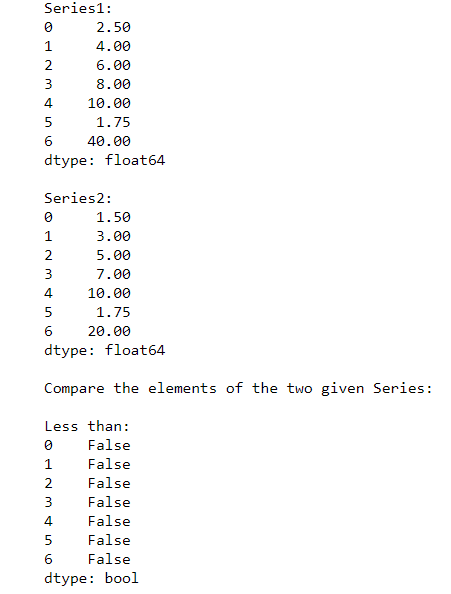 Series1:
0     2.50
1     4.00
2     6.00
3     8.00
4    10.00
5     1.75
6    40.00
dtype: float64
Series2:
0     1.50
1     3.00
2     5.00
3     7.00
4    10.00
5     1.75
6    20.00
dtype: float64
Compare the elements of the two given Series:
Less than:
0    False
1    False
2    False
3    False
4    False
5    False
6    False
dtype: bool